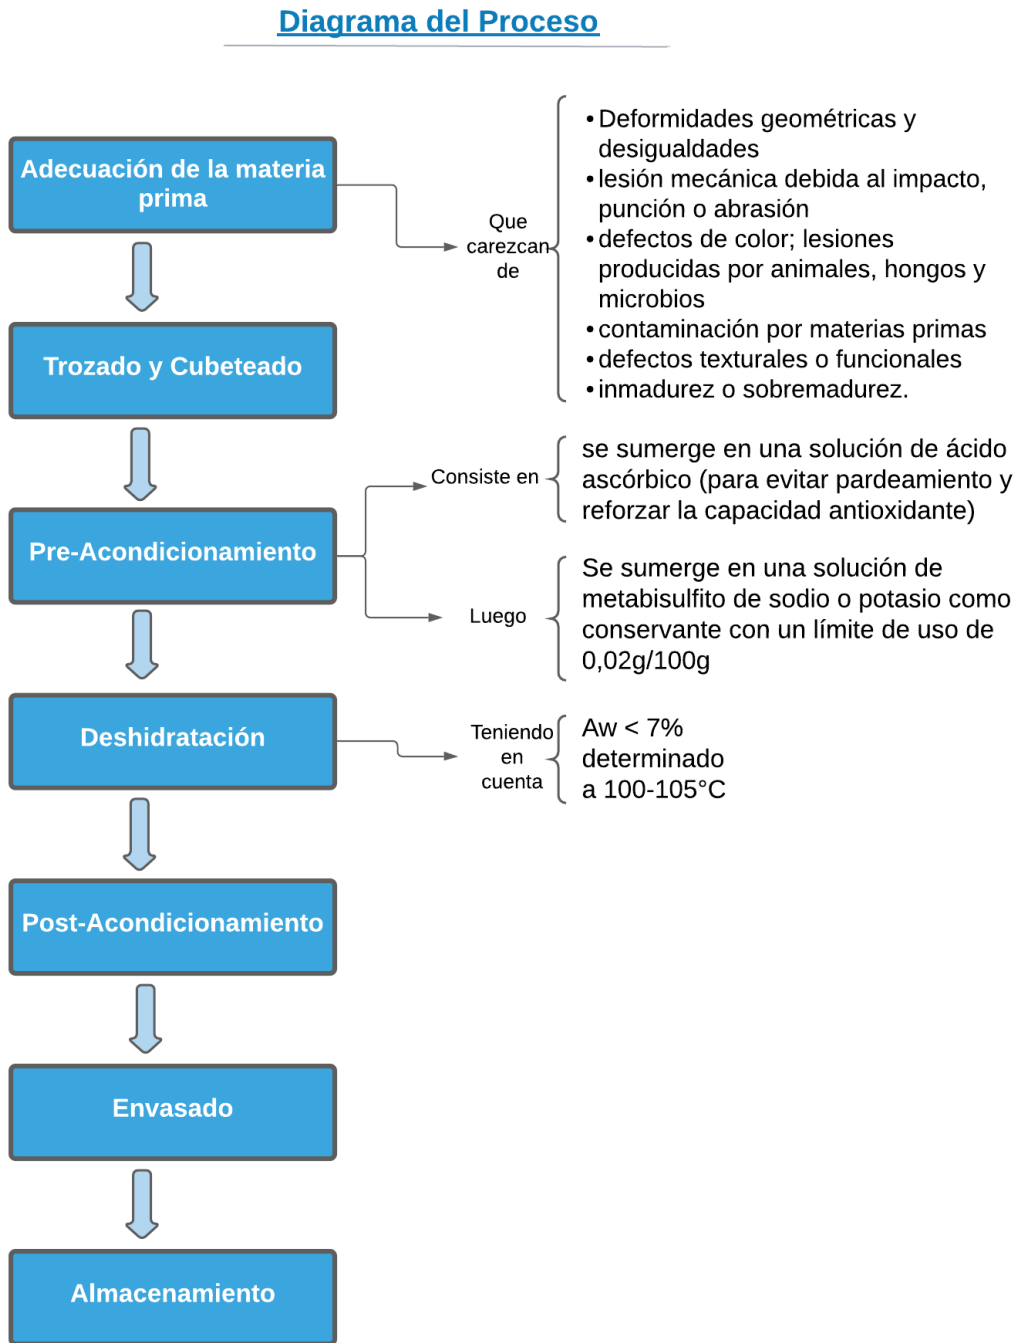 Diagrama del Proceso
Adecuación de la materia
prima
Que
carezcan
de
• Deformidades geométricas y
desigualdades
• lesión mecánica debida al impacto,
punción o abrasión
• defectos de color; lesiones
producidas por animales, hongos y
microbios
• contaminación por materias primas
• defectos texturales o funcionales
• inmadurez o sobremadurez.
Trozado y Cubeteado
Pre-Acondicionamiento
Consiste en
se sumerge en una solución de ácido
ascórbico (para evitar pardeamiento y
reforzar la capacidad antioxidante)
Luego
Se sumerge en una solución de
metabisulfito de sodio o potasio como
conservante con un límite de uso de
0,02g/100g
Deshidratación
Teniendo
en
cuenta
Aw < 7%
determinado
a 100-105°C
Post-Acondicionamiento
Envasado
Almacenamiento